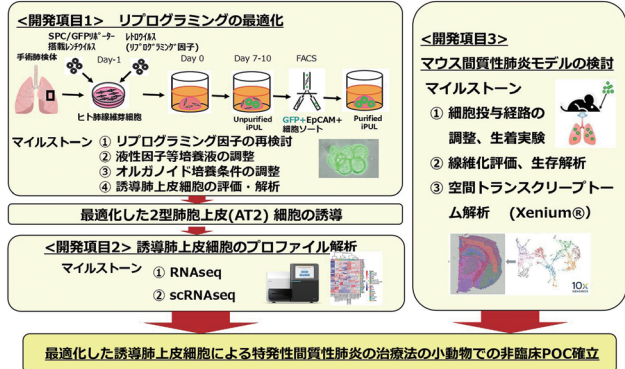 <開発項目1> リプログラミングの最適化
SPC/GFPリポーター
搭載レンチウイルス
レトロウイルス
(リプログラミング因子)
手術肺検体
Day-1
Day 0
Day 7-10
FACS
ヒト肺線維芽細胞
Unpurified
iPUL
GFP+EpCAM+
細胞ソート
Purified
iPUL
マイルストーン
① リプログラミング因子の再検討
② 液性因子等培養液の調整
③ オルガノイド培養条件の調整
④ 誘導肺上皮細胞の評価・解析
最適化した2型肺胞上皮(AT2) 細胞の誘導
<開発項目2> 誘導肺上皮細胞のプロファイル解析
マイルストーン
① RNAseq
② scRNAseq
<開発項目3>
マウス間質性肺炎モデルの検討
マイルストーン
① 細胞投与経路の
調整、生着実験
② 線維化評価、生存解析
③ 空間トランスクリプトー
ム解析 (Xenium®)
10x
GENOMICS
最適化した誘導肺上皮細胞による特発性間質性肺炎の治療法の小動物での非臨床POC確立